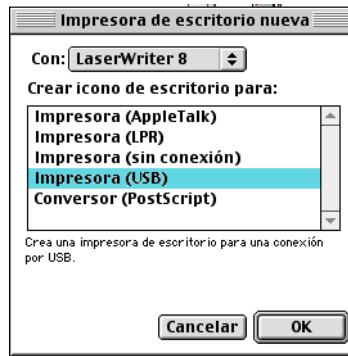 Impresora de escritorio nueva
Con: LaserWriter 8
Crear icono de escritorio para:
Impresora (AppleTalk)
Impresora (LPR)
Impresora (sin conexión)
Impresora (USB)
Conversor (PostScript)
Crea una impresora de escritorio para una conexión
por USB.
Cancelar OK